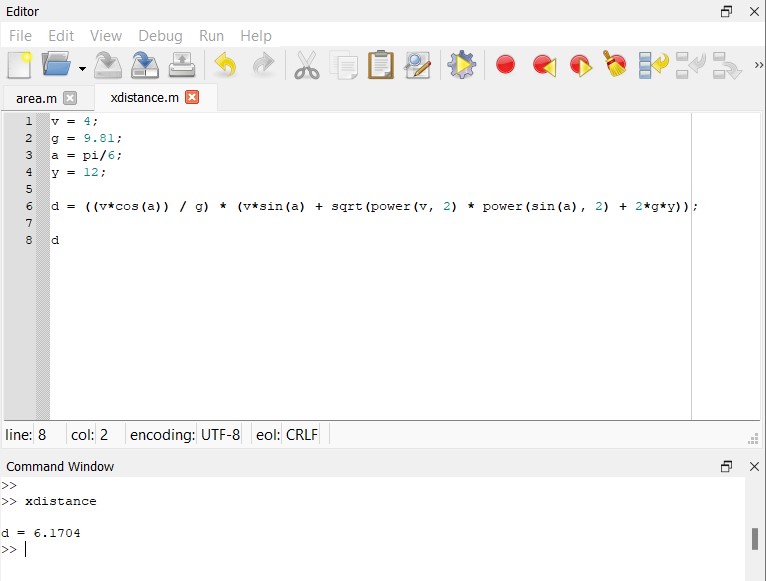 Editor
File Edit View Debug Run Help
»
area.m xdistance.m
1 v = 4;
2 g = 9.81;
3 a = pi/6;
4 y = 12;
5
6 d = ((v*cos(a)) / g) * (v*sin(a) + sqrt(power(v, 2) * power(sin(a), 2) + 2*g*y));
7
8 d
line: 8 col: 2 encoding: UTF-8 eol: CRLF
Command Window
>>
>> xdistance
d = 6.1704
>>